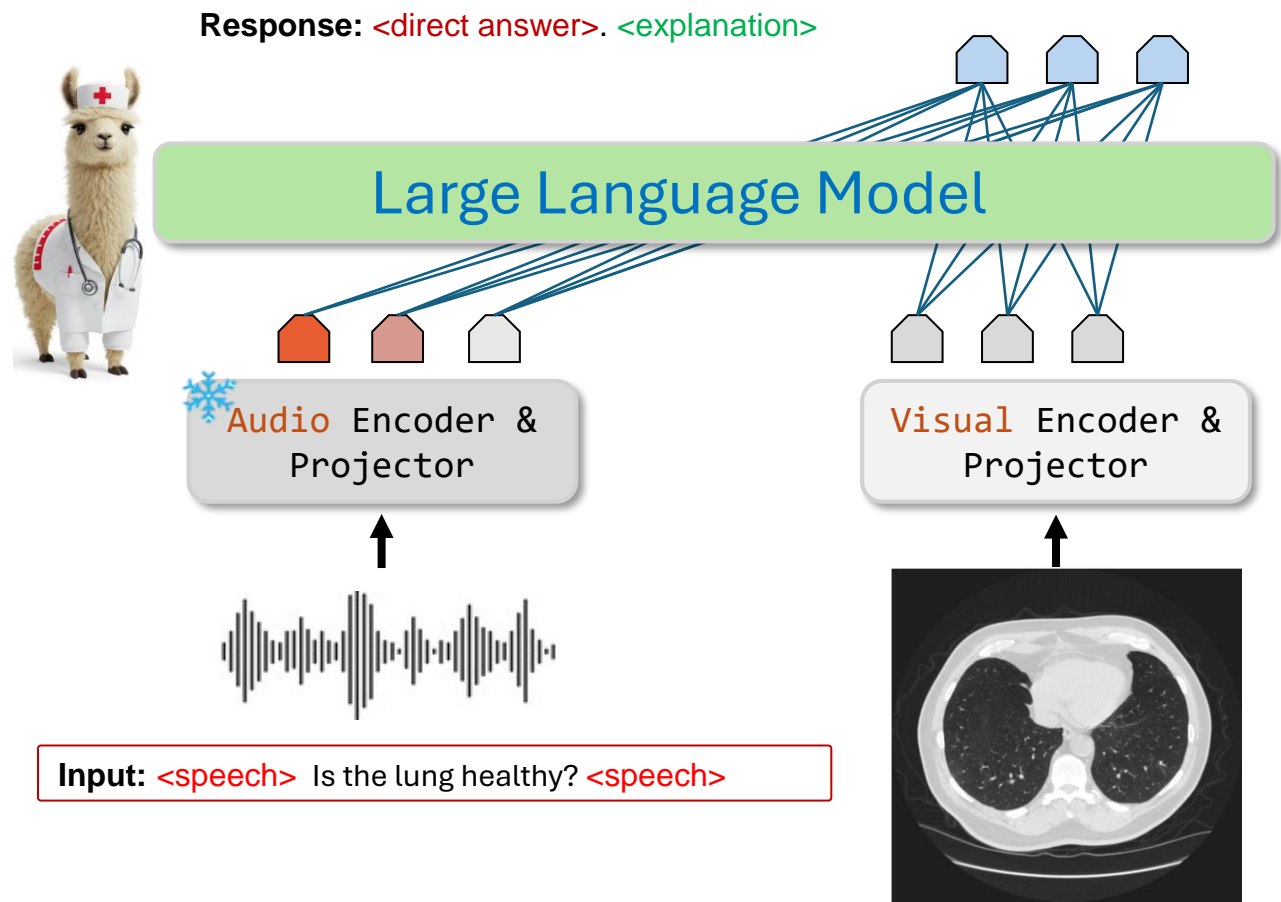 Response: <direct answer>. <explanation>
Large Language Model
Audio Encoder &
Projector
Visual Encoder &
Projector
Input: <speech> Is the lung healthy? <speech>